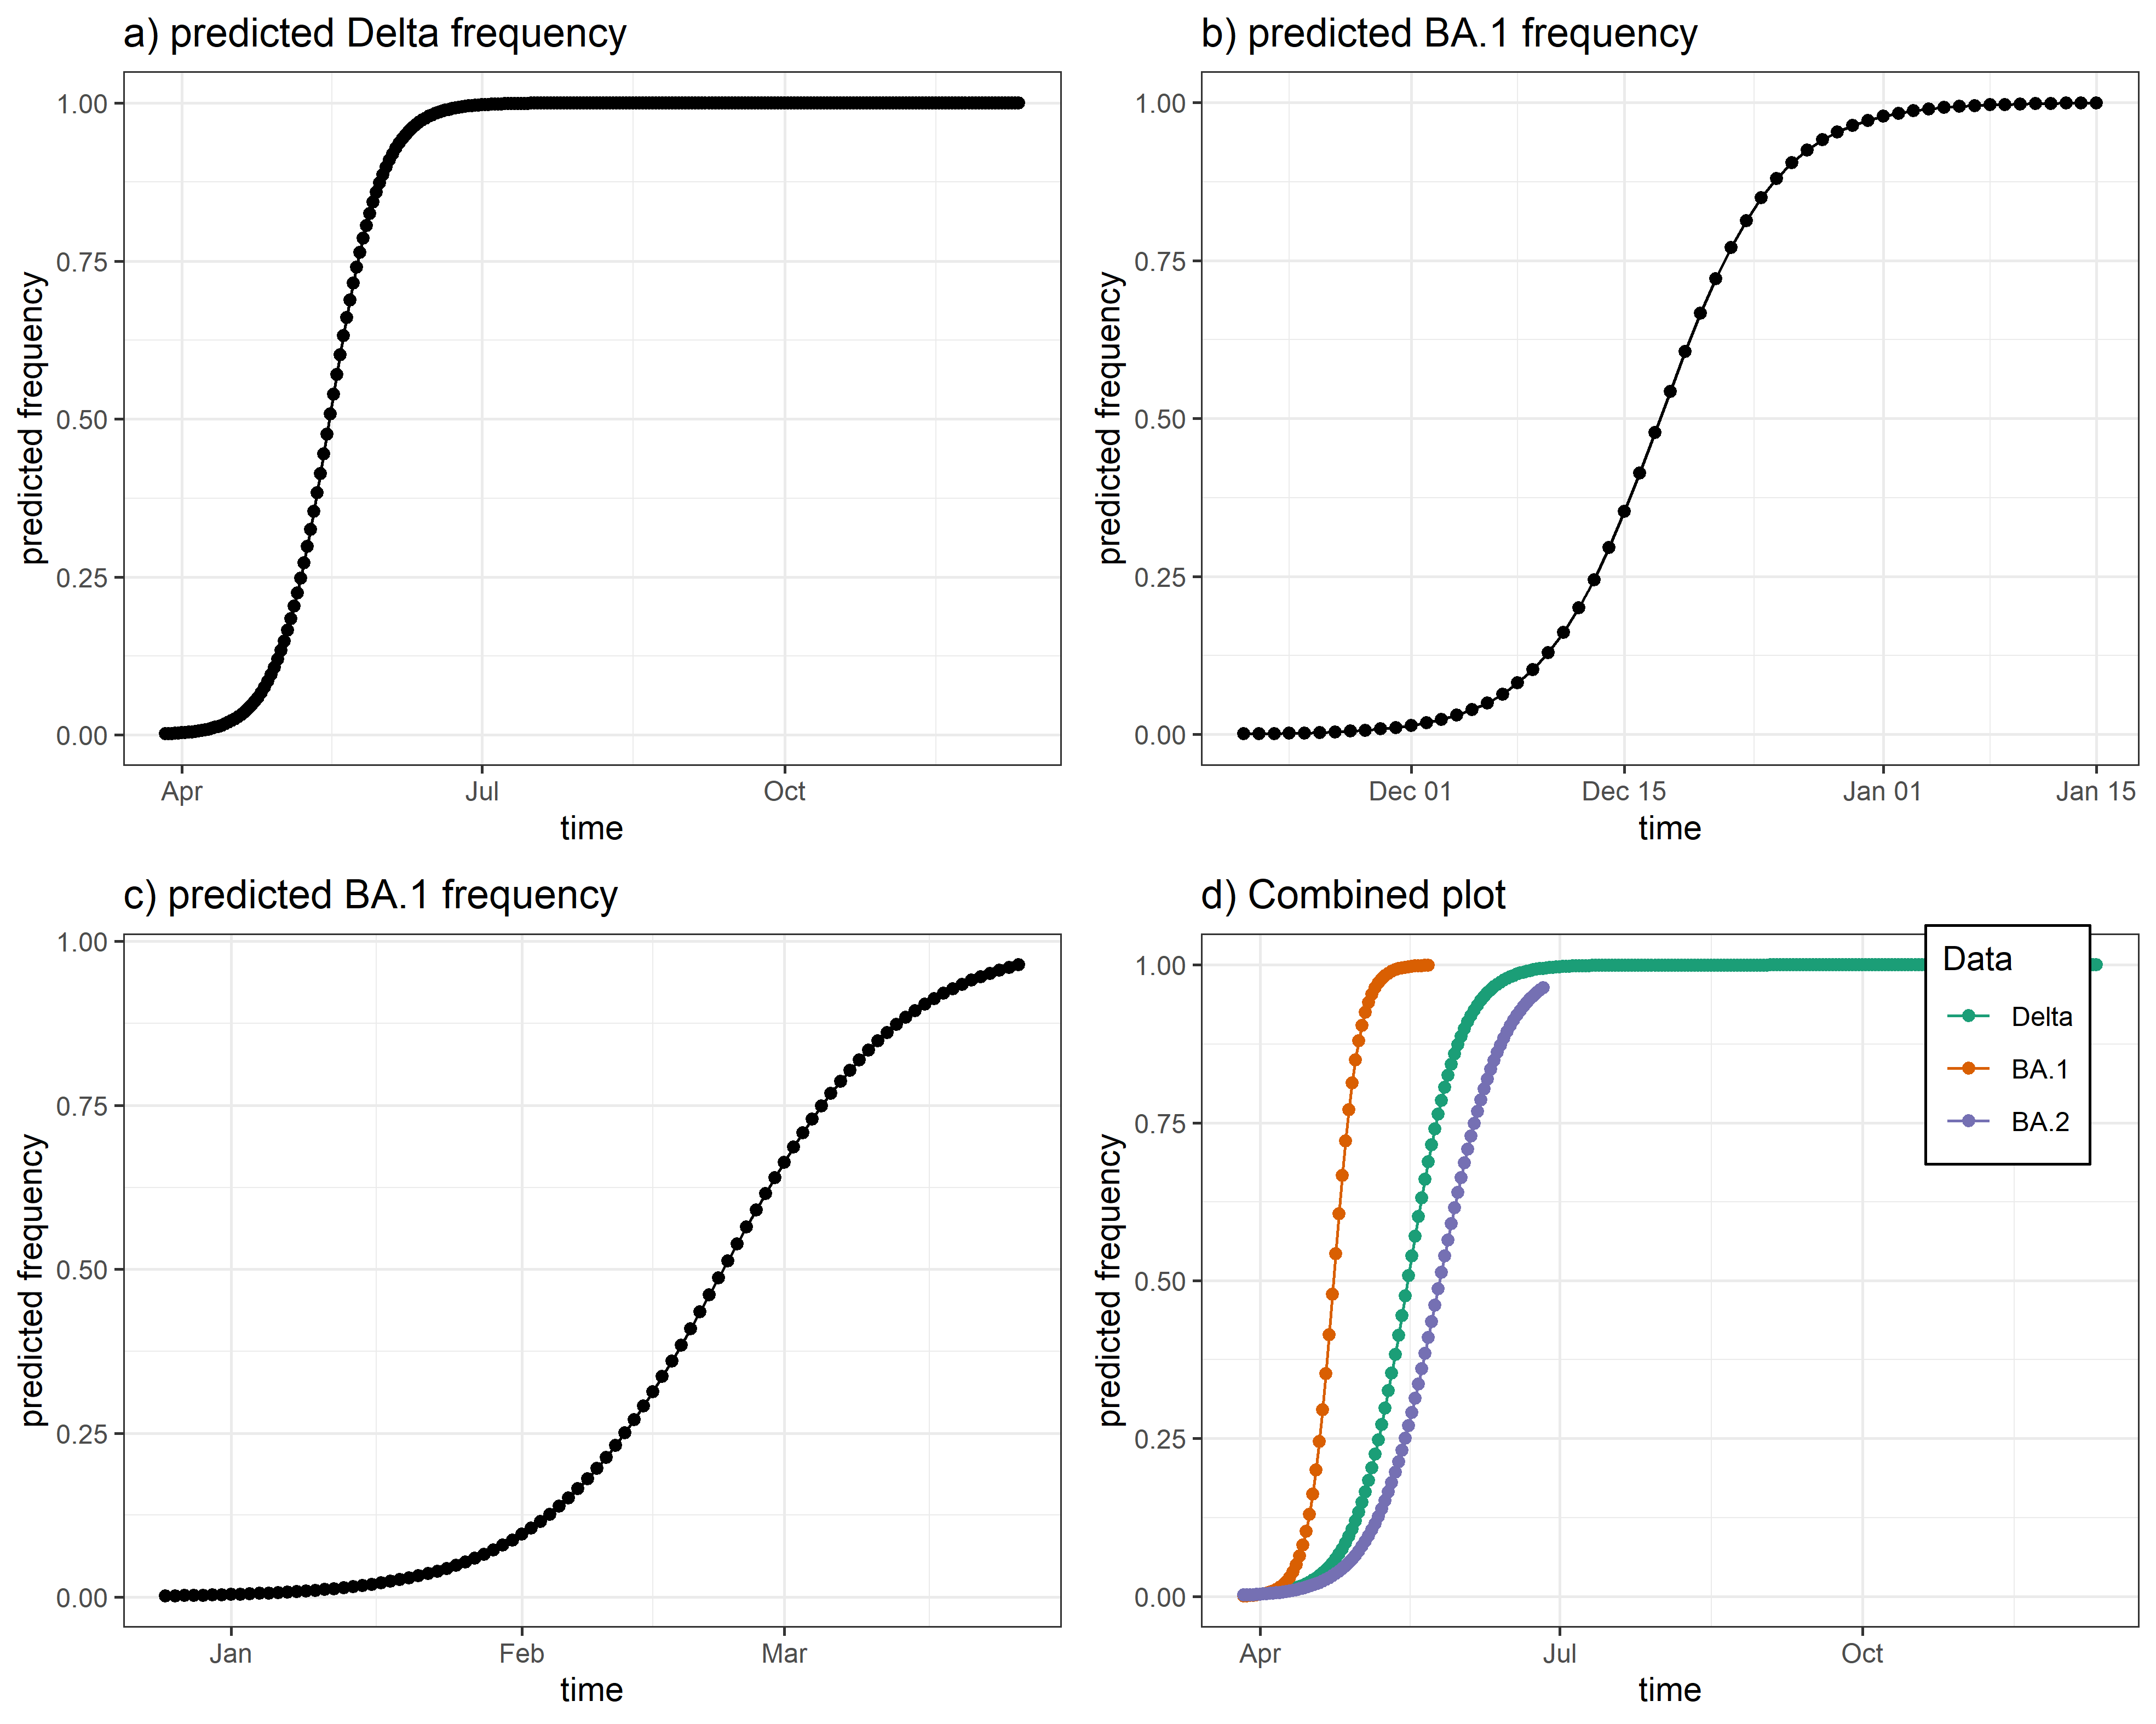 a) predicted Delta frequency
predicted frequency
1.00
0.75
0.50
0.25
0.00
Apr Jul Oct
time
b) predicted BA.1 frequency
predicted frequency
1.00
0.75
0.50
0.25
0.00
Dec 01 Dec 15 Jan 01 Jan 15
time
c) predicted BA.1 frequency
predicted frequency
1.00
0.75
0.50
0.25
0.00
Jan Feb Mar
time
d) Combined plot
predicted frequency
1.00
0.75
0.50
0.25
0.00
Apr Jul Oct
time
Data
Delta
BA.1
BA.2